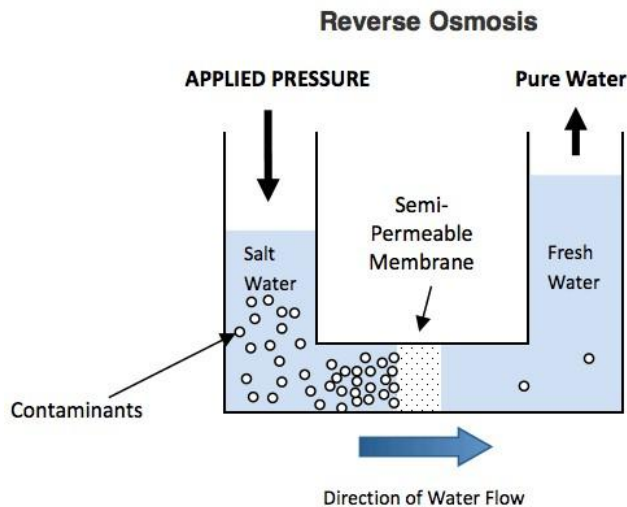 Reverse Osmosis
APPLIED PRESSURE
Pure Water
Semi-
Permeable
Membrane
Salt
Water
Fresh
Water
Contaminants
Direction of Water Flow